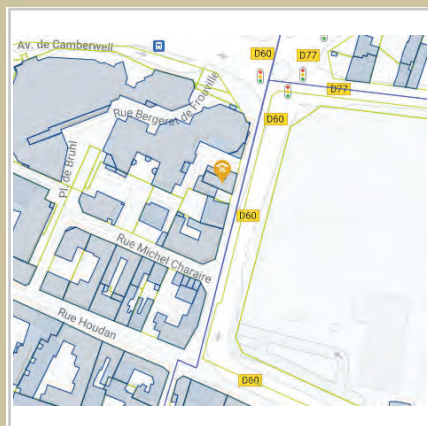 Av. de Camberwell
D60
D77
D77
Rue Bergeret de Frouville
D60
Pl. de Bruni
D60
Rue Michel Charaire
Rue Houdan
D60